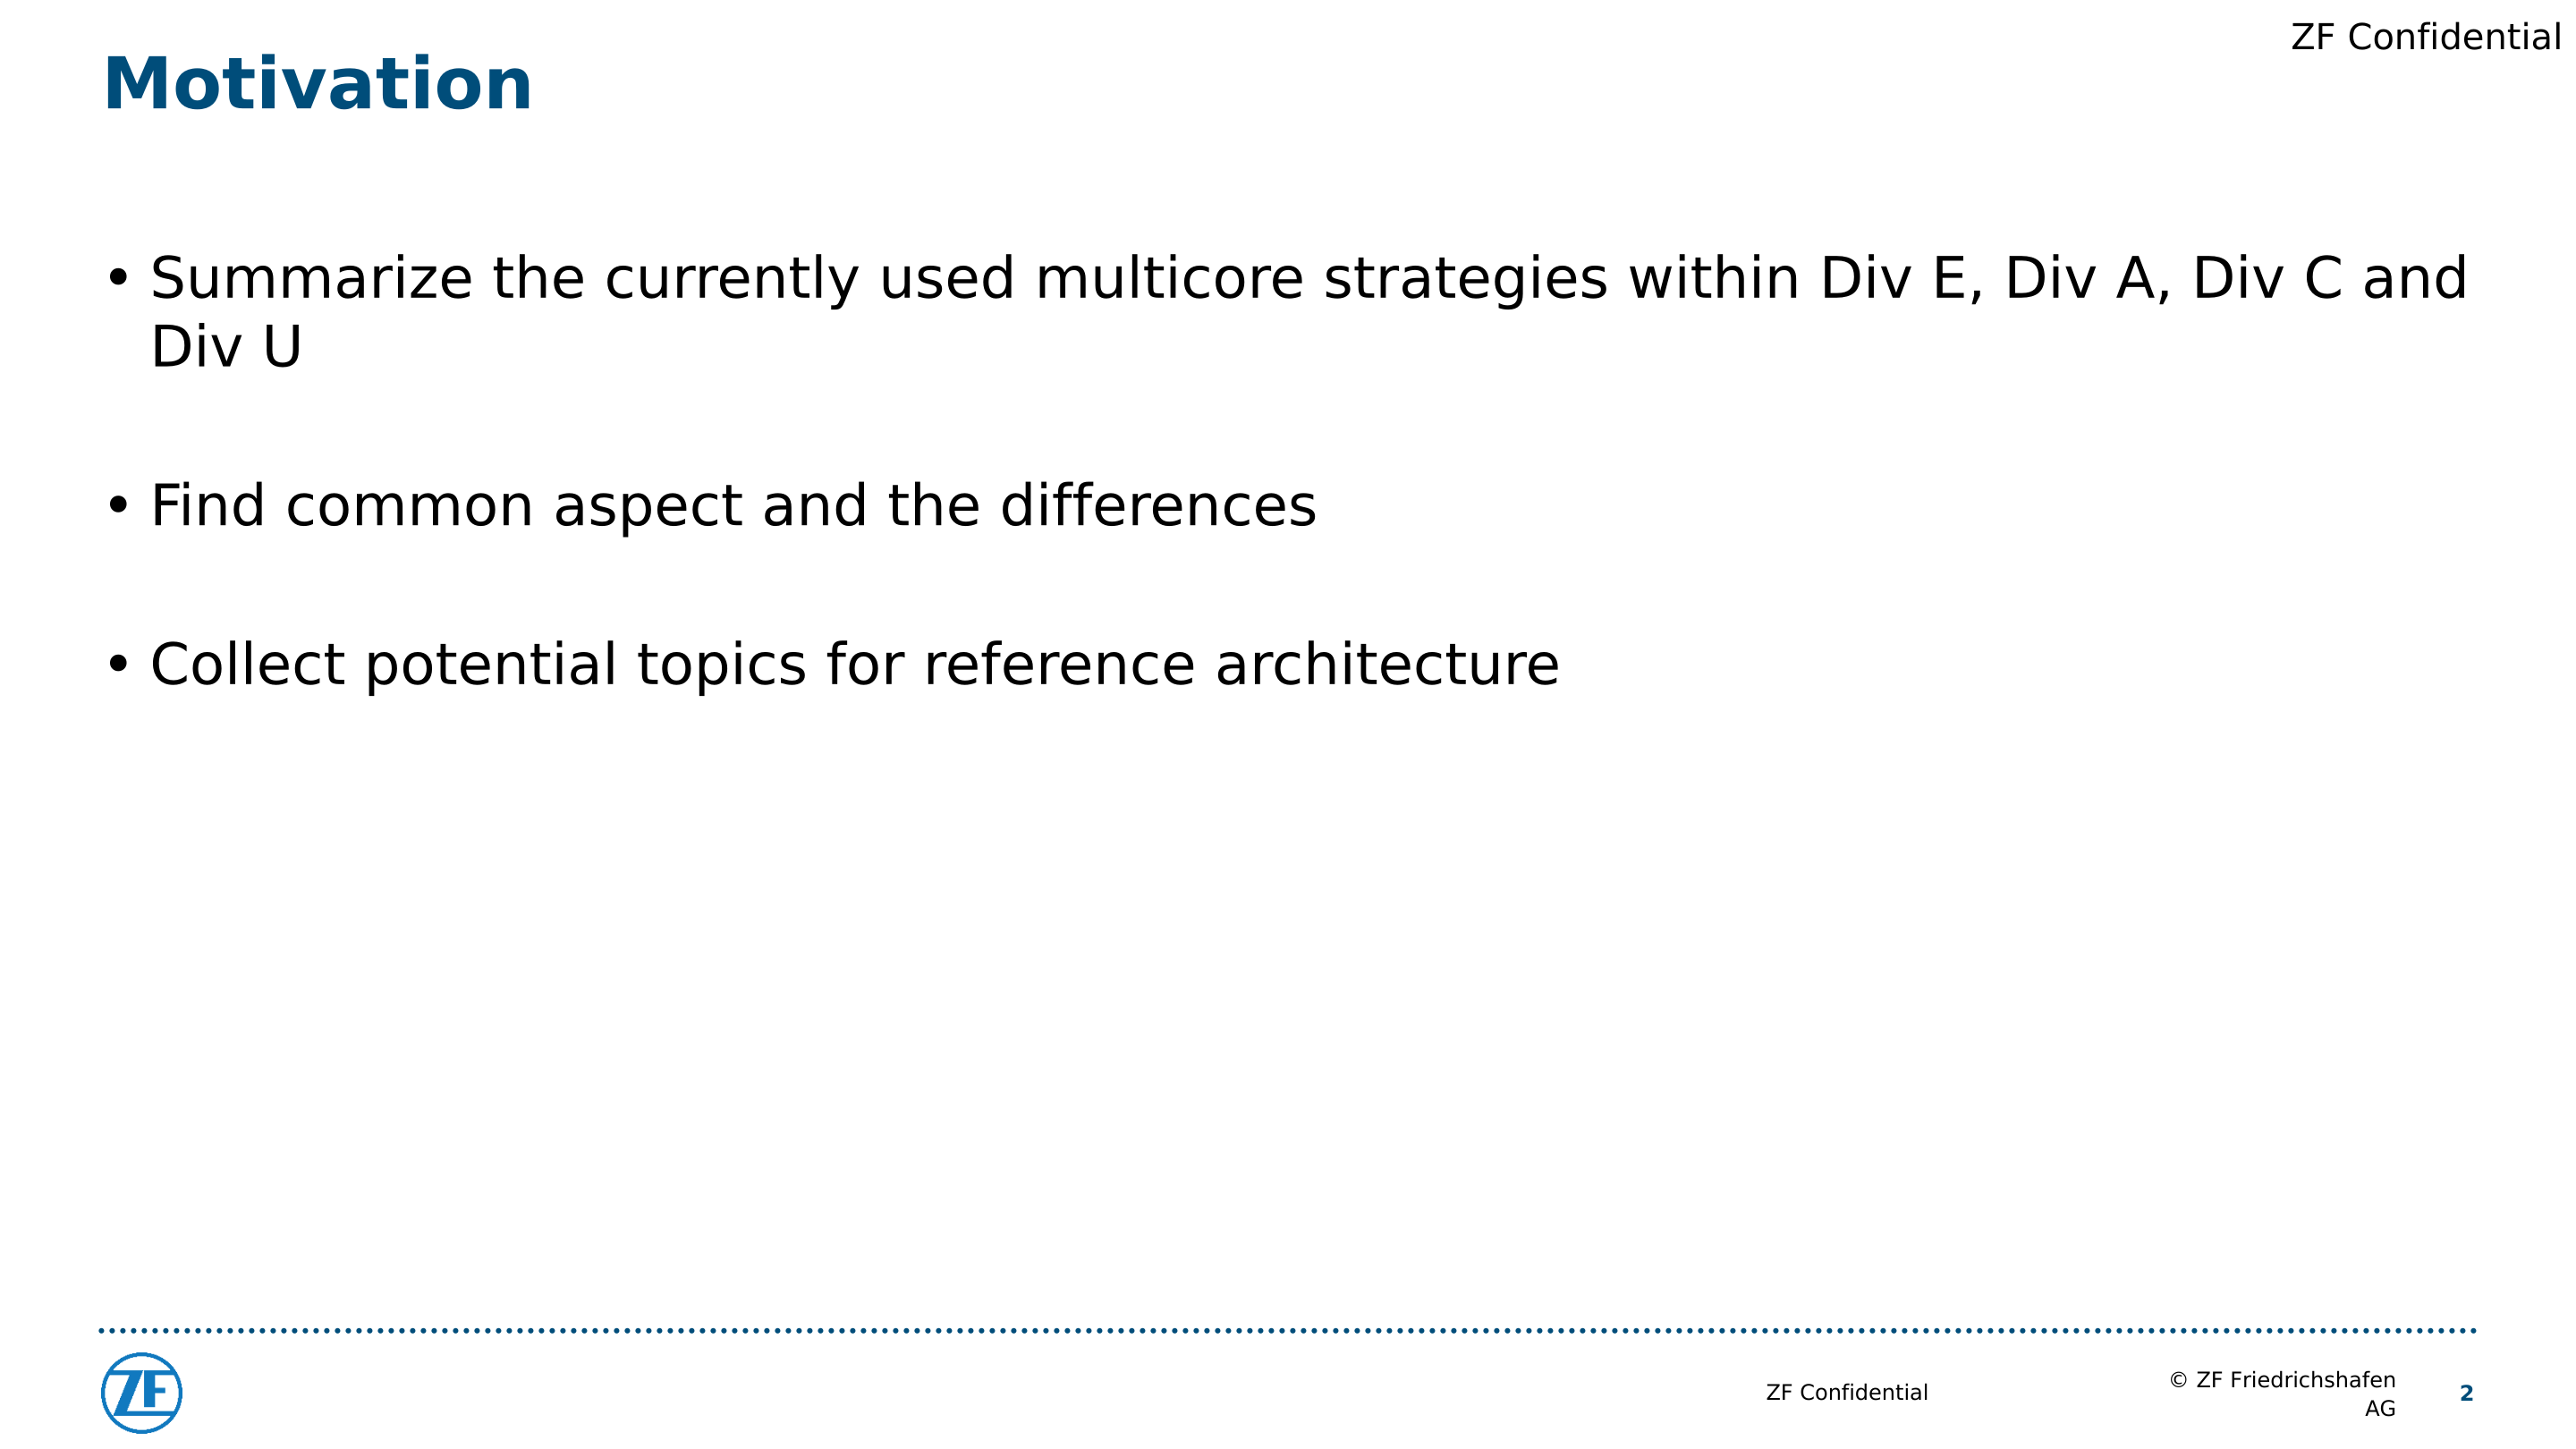 ZF Confidential
Motivation
• Summarize the currently used multicore strategies within Div E, Div A, Div C and
Div U
• Find common aspect and the differences
• Collect potential topics for reference architecture
ZF
ZF Confidential
© ZF Friedrichshafen
AG
2